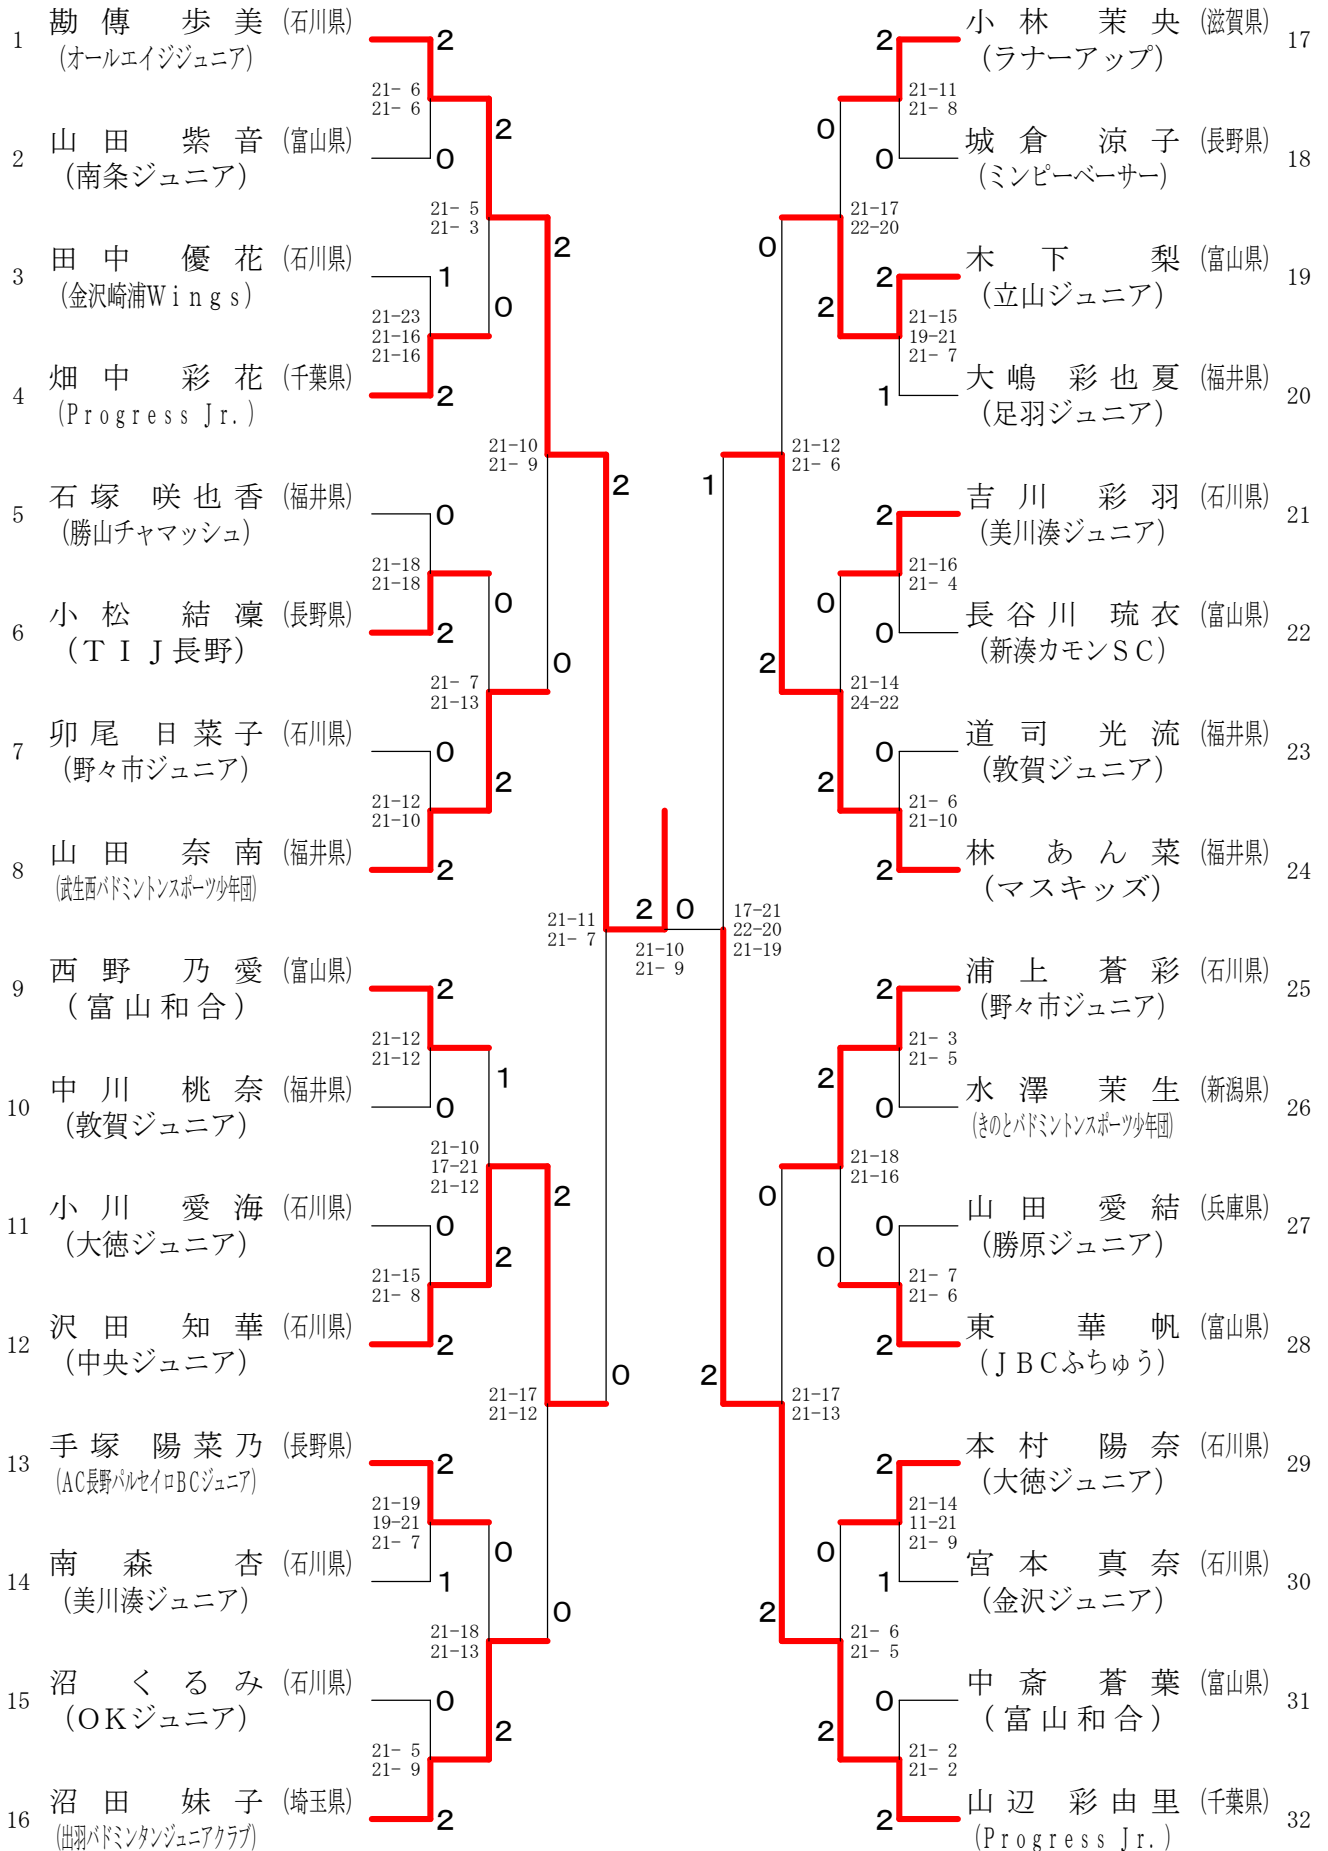 1 勘傳 歩美 (石川県)
(オールエイジジュニア)
2
21- 6
21- 6
2 山田 紫音 (富山県)
(南条ジュニア)
0
2
21- 5
21- 3
3 田中 優花 (石川県)
(金沢崎浦Ｗｉｎｇｓ)
1
21-23
21-16
21-16
0
4 畑中 彩花 (千葉県)
(Progress Jr.)
2
2
21-10
21- 9
5 石塚 咲也香 (福井県)
(勝山チャマッシュ)
0
21-18
21-18
6 小松 結凜 (長野県)
(ＴＩＪ長野)
2
0
21- 7
21-13
0
7 卯尾 日菜子 (石川県)
(野々市ジュニア)
0
21-12
21-10
2
8 山田 奈南 (福井県)
(武生西バドミントンスポーツ少年団)
2
2
21-11
21- 7
9 西野 乃愛 (富山県)
(富山和合)
2
21-12
21-12
10 中川 桃奈 (福井県)
(敦賀ジュニア)
0
1
21-10
17-21
21-12
11 小川 愛海 (石川県)
(大徳ジュニア)
0
21-15
21- 8
2
12 沢田 知華 (石川県)
(中央ジュニア)
2
2
21-17
21-12
0
13 手塚 陽菜乃 (長野県)
(AC長野パルセイロBCジュニア)
2
21-19
19-21
21- 7
14 南森 杏 (石川県)
(美川湊ジュニア)
1
0
21-18
21-13
0
15 沼 くるみ (石川県)
(OKジュニア)
0
21- 5
21- 9
2
16 沼田 妹子 (埼玉県)
(出羽バドミンタンジュニアクラブ)
2
2 0
21-10
21- 9
小林 茉央 (滋賀県) 17
(ラナーアップ)
2
21-11
21- 8
城倉 涼子 (長野県) 18
(ミンピーベーサー)
0
0
21-17
22-20
木下 梨 (富山県) 19
(立山ジュニア)
2
21-15
19-21
21- 7
2
大嶋 彩也夏 (福井県) 20
(足羽ジュニア)
1
0
21-12
21- 6
吉川 彩羽 (石川県) 21
(美川湊ジュニア)
2
21-16
21- 4
長谷川 琉衣 (富山県) 22
(新湊カモンＳＣ)
0
0
21-14
24-22
2
道司 光流 (福井県) 23
(敦賀ジュニア)
0
21- 6
21-10
2
林 あん菜 (福井県) 24
(マスキッズ)
2
1
17-21
22-20
21-19
浦上 蒼彩 (石川県) 25
(野々市ジュニア)
2
21- 3
21- 5
水澤 茉生 (新潟県) 26
(きのとバドミントンスポーツ少年団)
0
2
21-18
21-16
山田 愛結 (兵庫県) 27
(勝原ジュニア)
0
21- 7
21- 6
0
東 華帆 (富山県) 28
(ＪＢＣふちゅう)
2
0
21-17
21-13
2
本村 陽奈 (石川県) 29
(大徳ジュニア)
2
21-14
11-21
21- 9
宮本 真奈 (石川県) 30
(金沢ジュニア)
1
0
21- 6
21- 5
2
中斎 蒼葉 (富山県) 31
(富山和合)
0
21- 2
21- 2
2
山辺 彩由里 (千葉県) 32
(Progress Jr.)
2